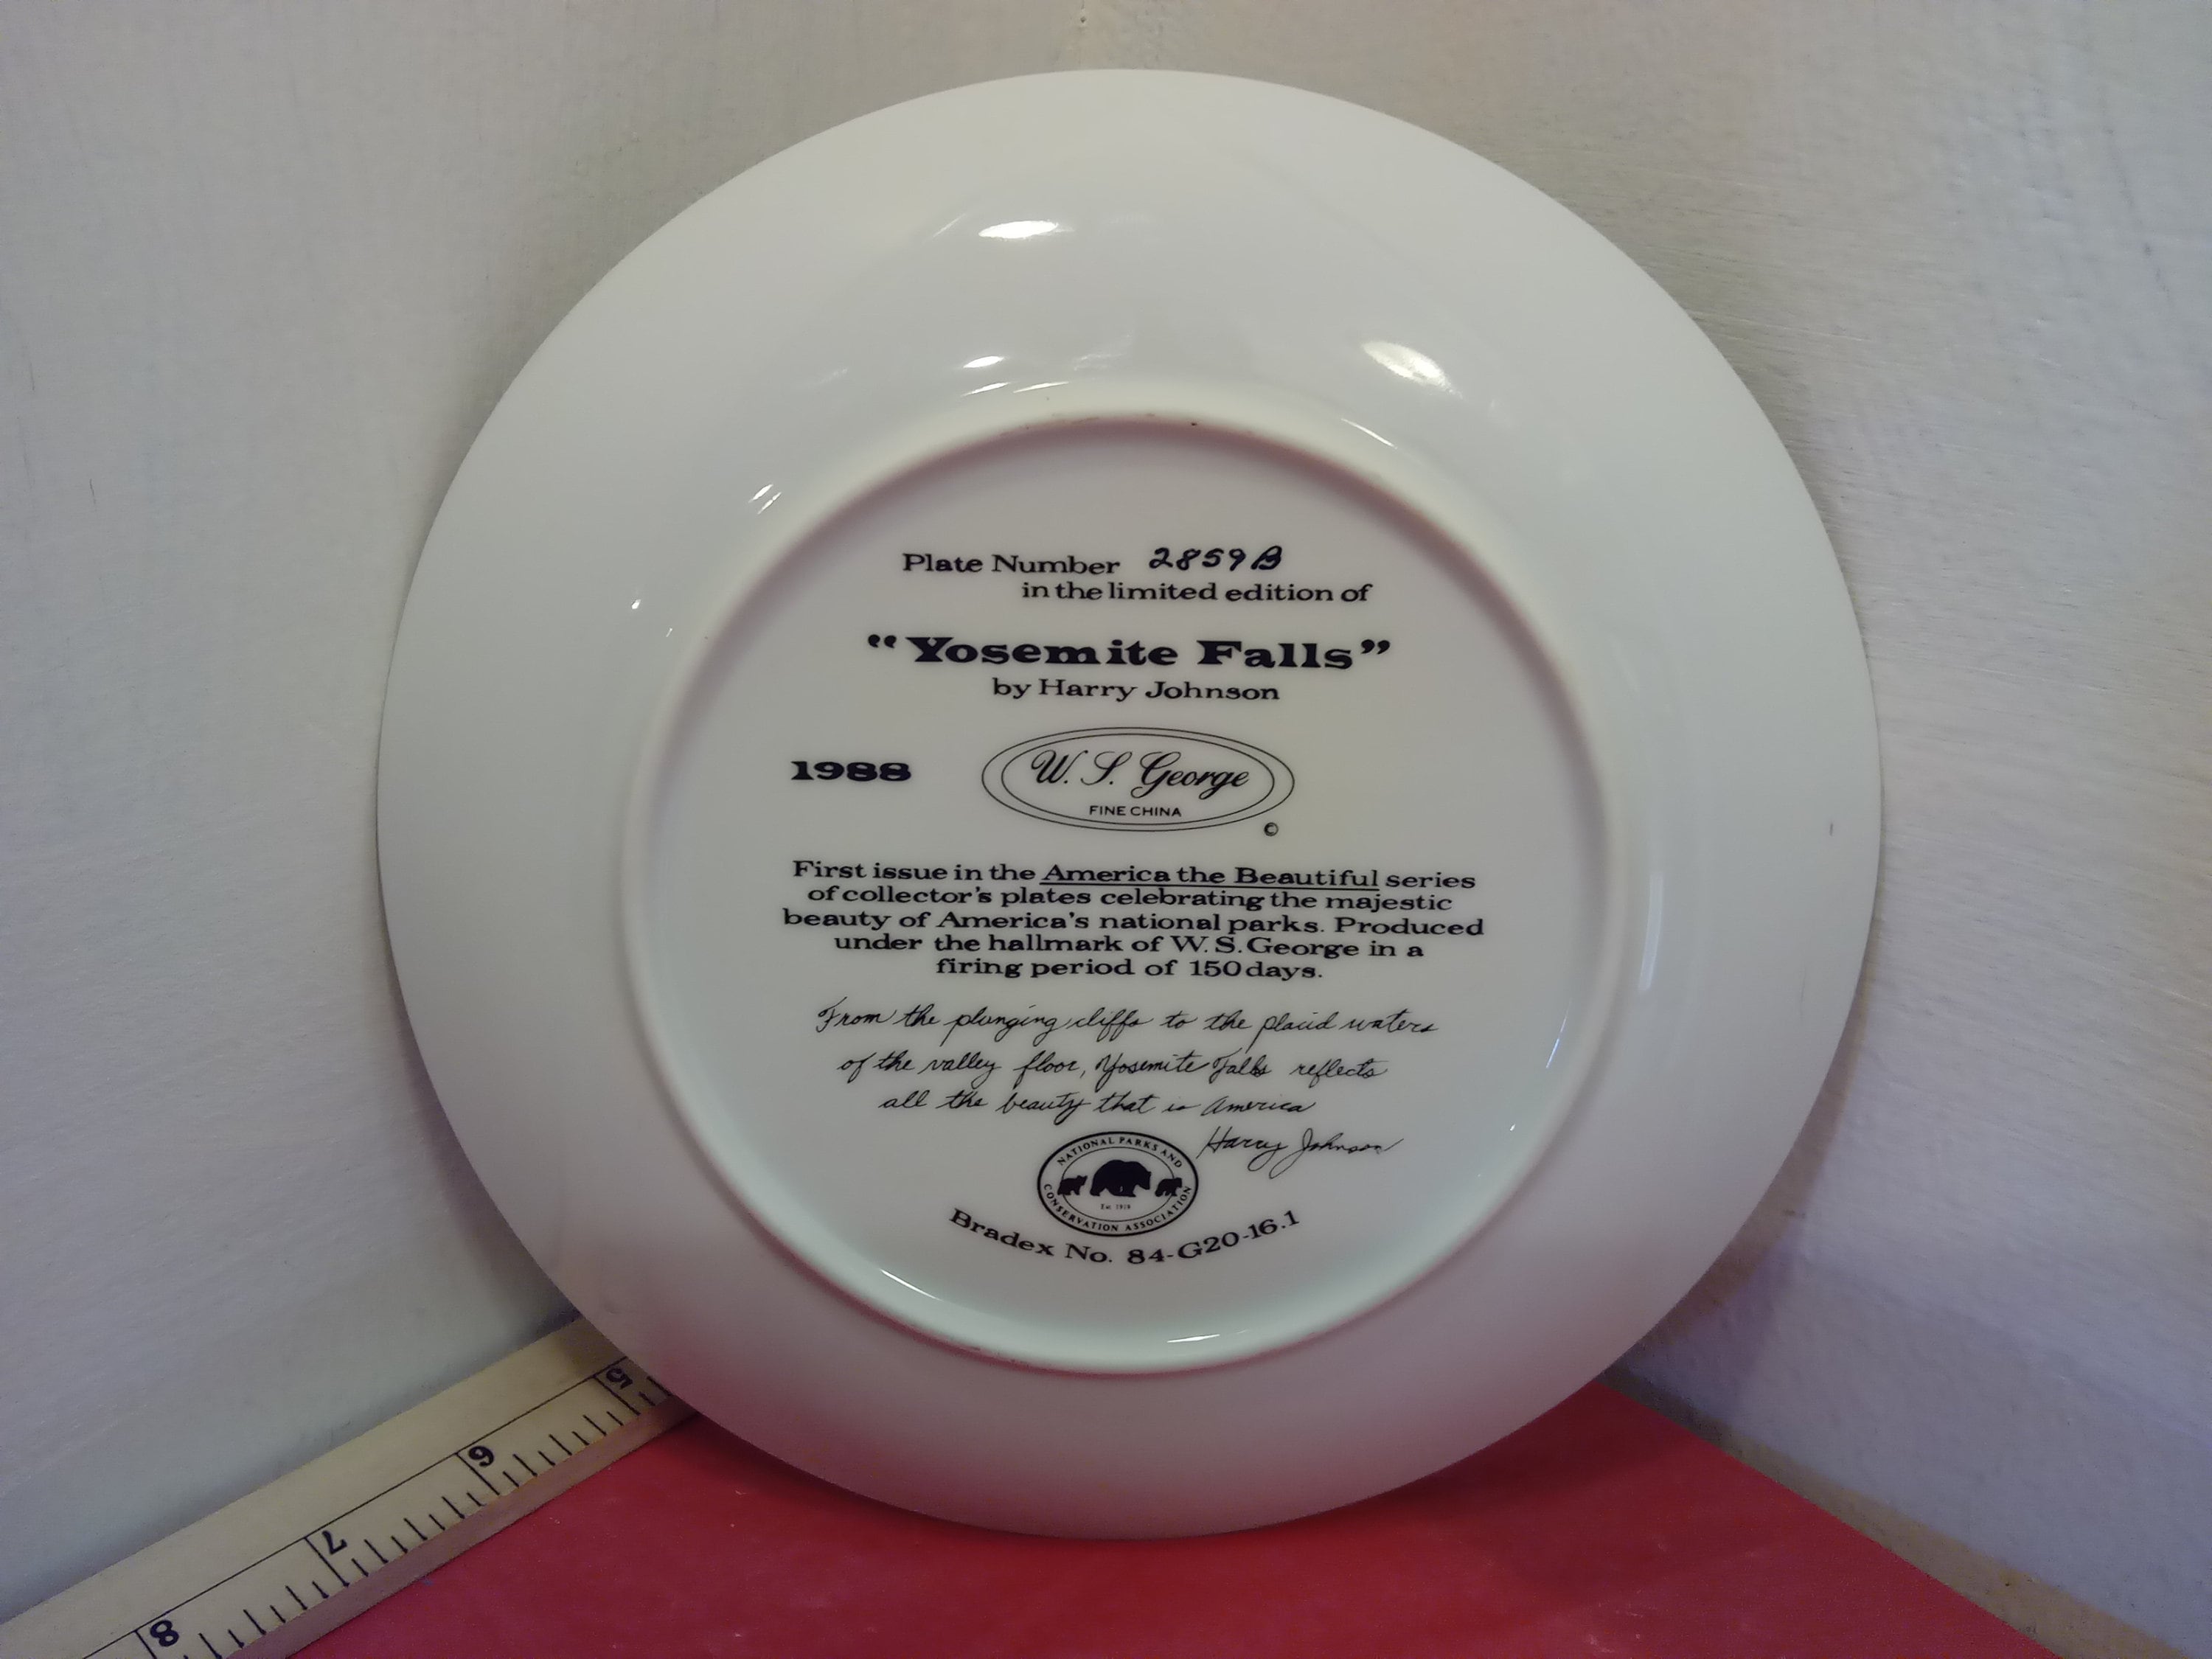 Plate Number 2859B
in the limited edition of
“Yosemite Falls”
by Harry Johnson
1988
W. S. George
FINE CHINA
©
First issue in the America the Beautiful series
of collector's plates celebrating the majestic
beauty of America's national parks. Produced
under the hallmark of W.S.George in a
firing period of 150 days.
From the plunging cliffs to the placid waters
of the valley floor, Yosemite Falls reflects
all the beauty that is America
Harry Johnson
NATIONAL PARKS AND
CONSERVATION ASSOCIATION
Est. 1919
Bradex No. 84-G20-16.1
5
6
7
8